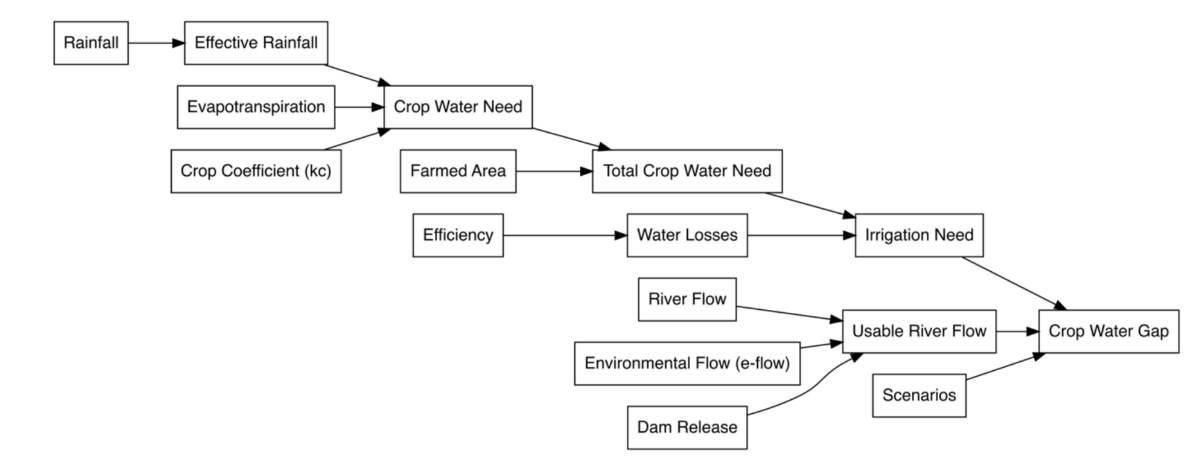 Rainfall
Effective Rainfall
Evapotranspiration
Crop Water Need
Crop Coefficient (kc)
Farmed Area
Total Crop Water Need
Efficiency
Water Losses
Irrigation Need
River Flow
Usable River Flow
Crop Water Gap
Environmental Flow (e-flow)
Scenarios
Dam Release